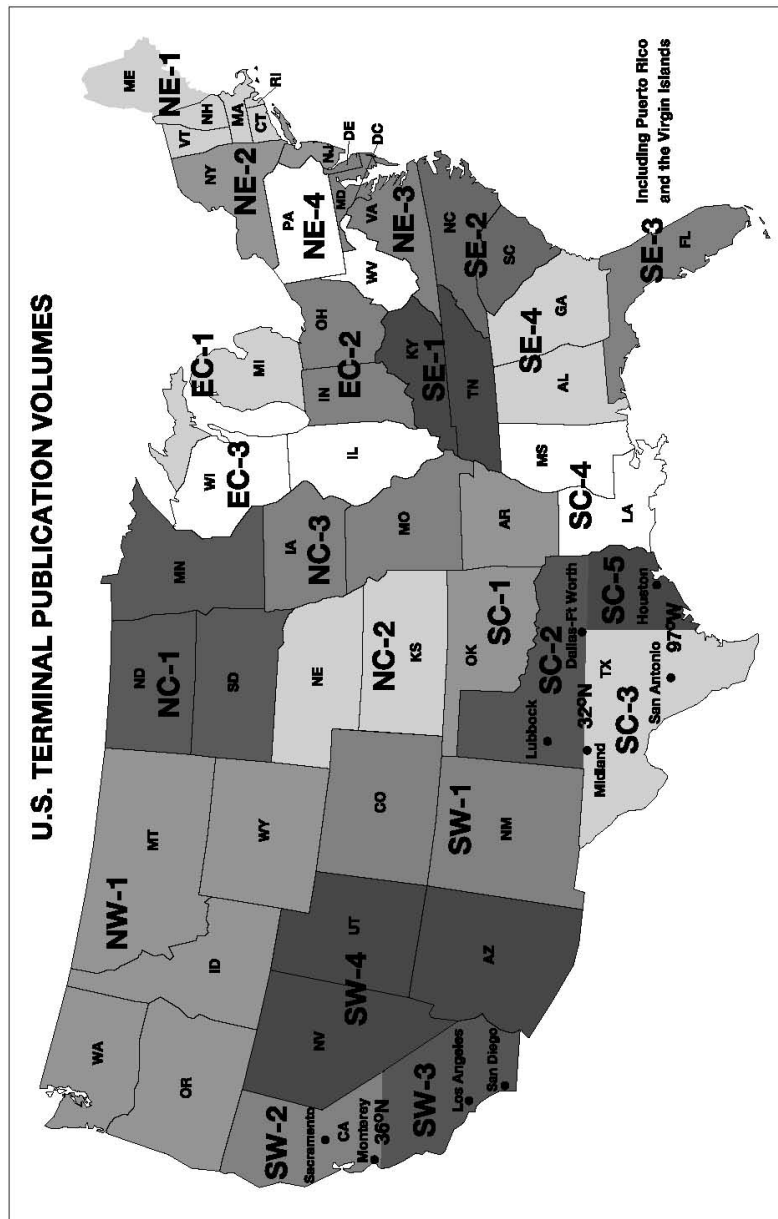 U.S. TERMINAL PUBLICATION VOLUMES
WA
OR
NW-1
ID
MT
WY
SW-2
Sacramento
CA
Monterey
36ºN
SW-3
Los Angeles
San Diego
NV
SW-4
UT
AZ
CO
SW-1
NM
ND
NC-1
SD
MN
NE
NC-2
KS
IA
NC-3
MO
OK
SC-1
AR
Lubbock
SC-2
Dallas-Ft Worth
32ºN
Midland
TX
SC-3
San Antonio
97ºW
SC-5
Houston
WI
EC-3
IL
EC-1
MI
IN
OH
EC-2
KY
SE-1
TN
MS
SC-4
LA
AL
GA
SE-4
NC
SE-2
SC
SE-3
FL
Including Puerto Rico
and the Virgin Islands
ME
NE-1
VT
NH
MA
CT
RI
NY
NE-2
PA
NE-4
NJ
DE
DC
MD
VA
NE-3
WV